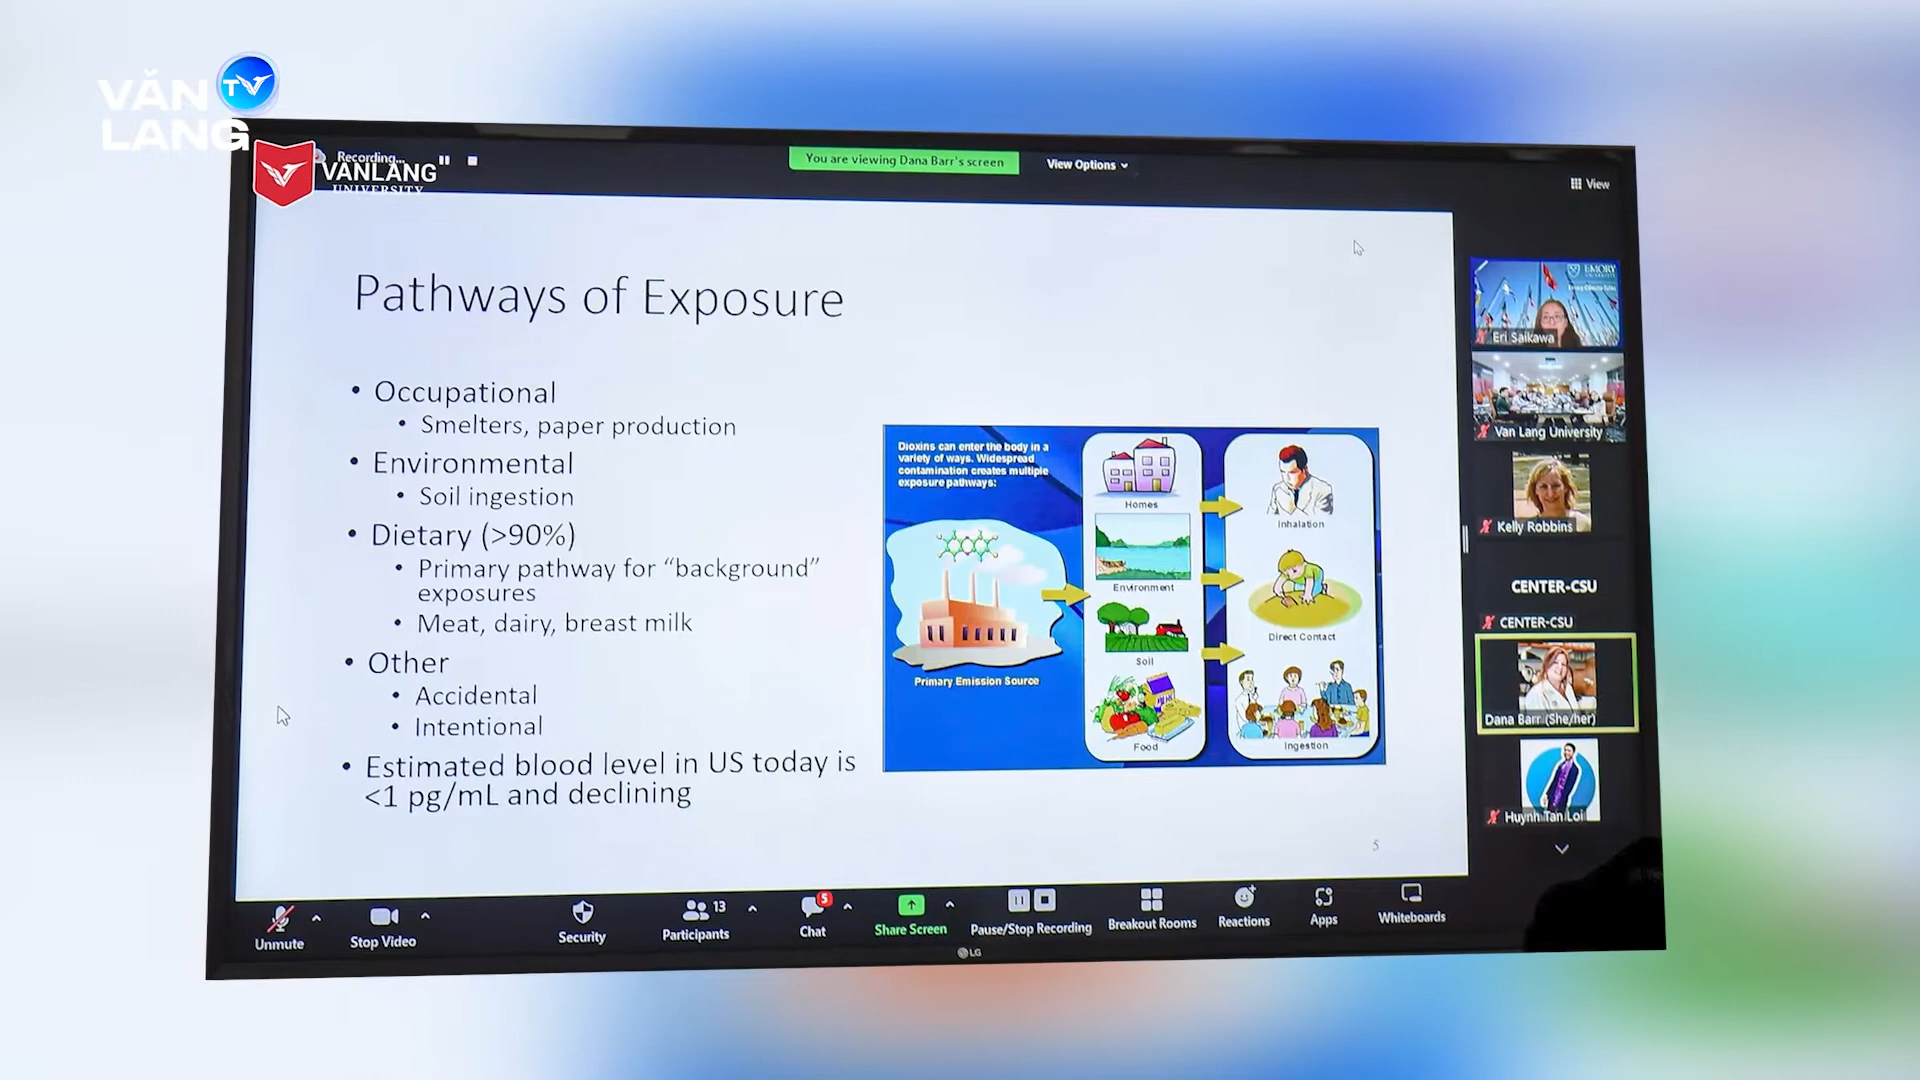 VĂN
TV
LANG
Recording...
VANLANG
UNIVERSITY
You are viewing Dana Barr's screen
View Options
View
Pathways of Exposure
• Occupational
• Smelters, paper production
• Environmental
• Soil ingestion
• Dietary (>90%)
• Primary pathway for “background”
exposures
• Meat, dairy, breast milk
• Other
• Accidental
• Intentional
• Estimated blood level in US today is
<1 pg/mL and declining
Dioxins can enter the body in a
variety of ways. Widespread
contamination creates multiple
exposure pathways:
Primary Emission Source
Homes
Environment
Soil
Food
Inhalation
Direct Contact
Ingestion
5
EMORY
UNIVERSITY
Eri Saikawa
Van Lang University
Kelly Robbins
CENTER-CSU
CENTER-CSU
Dana Barr (She/her)
Huynh Tan Loi
Unmute
Stop Video
Security
13
Participants
5
Chat
Share Screen
Pause/Stop Recording
Breakout Rooms
Reactions
Apps
Whiteboards
LG